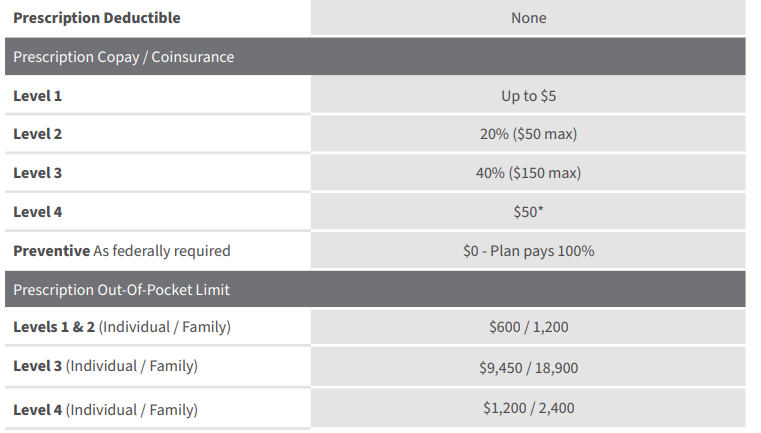 Prescription Deductible None
Prescription Copay / Coinsurance
Level 1 Up to $5
Level 2 20% ($50 max)
Level 3 40% ($150 max)
Level 4 $50*
Preventive As federally required $0 - Plan pays 100%
Prescription Out-Of-Pocket Limit
Levels 1 & 2 (Individual / Family) $600 / 1,200
Level 3 (Individual / Family) $9,450 / 18,900
Level 4 (Individual / Family) $1,200 / 2,400